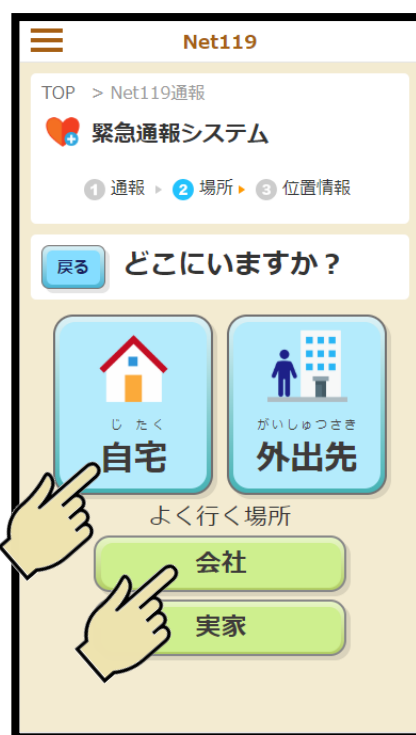 Net119
TOP > Net119通報
緊急通報システム
1 通報 ▸ 2 場所 ▸ 3 位置情報
戻る どこにいますか？
じたく がいしゅつさき
自宅 外出先
よく行く場所
会社
実家